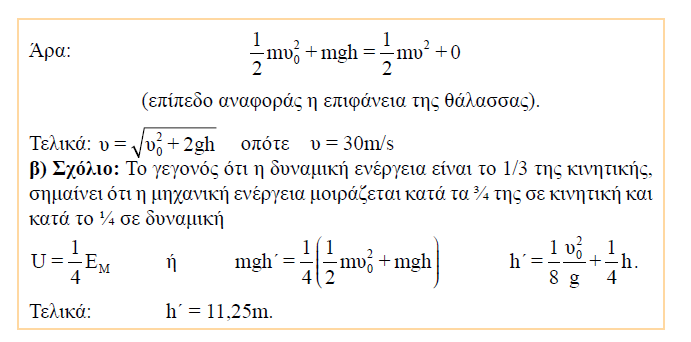 Άρα: 1/2 mυ₀² + mgh = 1/2 mυ² + 0
(επίπεδο αναφοράς η επιφάνεια της θάλασσας).
Τελικά: υ = √(υ₀² + 2gh) οπότε υ = 30m/s
β) Σχόλιο: Το γεγονός ότι η δυναμική ενέργεια είναι το 1/3 της κινητικής,
σημαίνει ότι η μηχανική ενέργεια μοιράζεται κατά τα ¾ της σε κινητική και
κατά το ¼ σε δυναμική
U = 1/4 E_M ή mgh΄ = 1/4 (1/2 mυ₀² + mgh) h΄ = 1/8 υ₀²/g + 1/4 h.
Τελικά: h΄ = 11,25m.